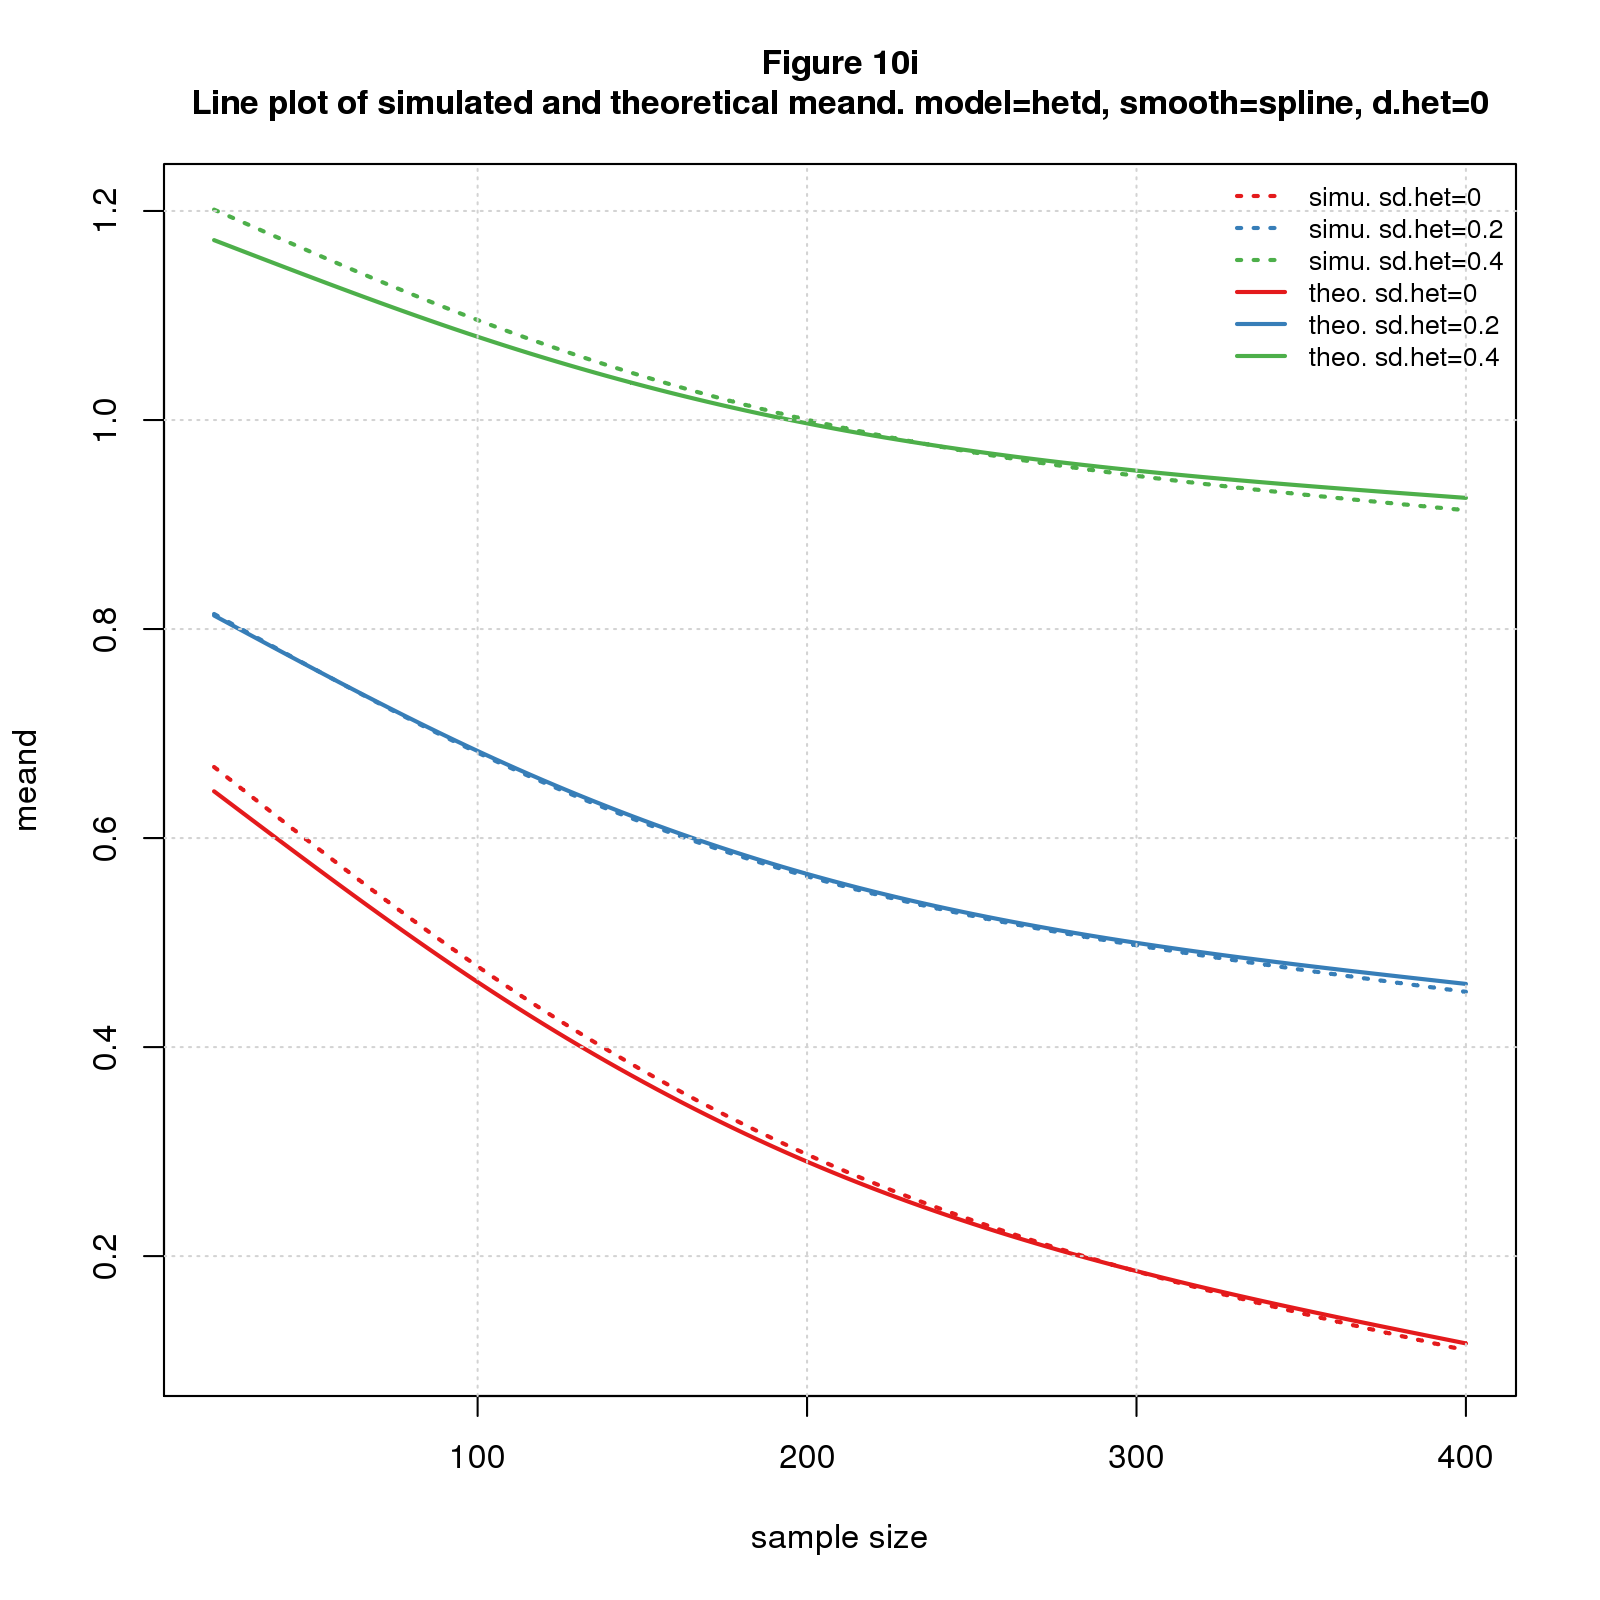 Figure 10i
Line plot of simulated and theoretical meand. model=hetd, smooth=spline, d.het=0
simu. sd.het=0
simu. sd.het=0.2
simu. sd.het=0.4
theo. sd.het=0
theo. sd.het=0.2
theo. sd.het=0.4
1.2
1.0
0.8
0.6
0.4
0.2
meand
100 200 300 400
sample size